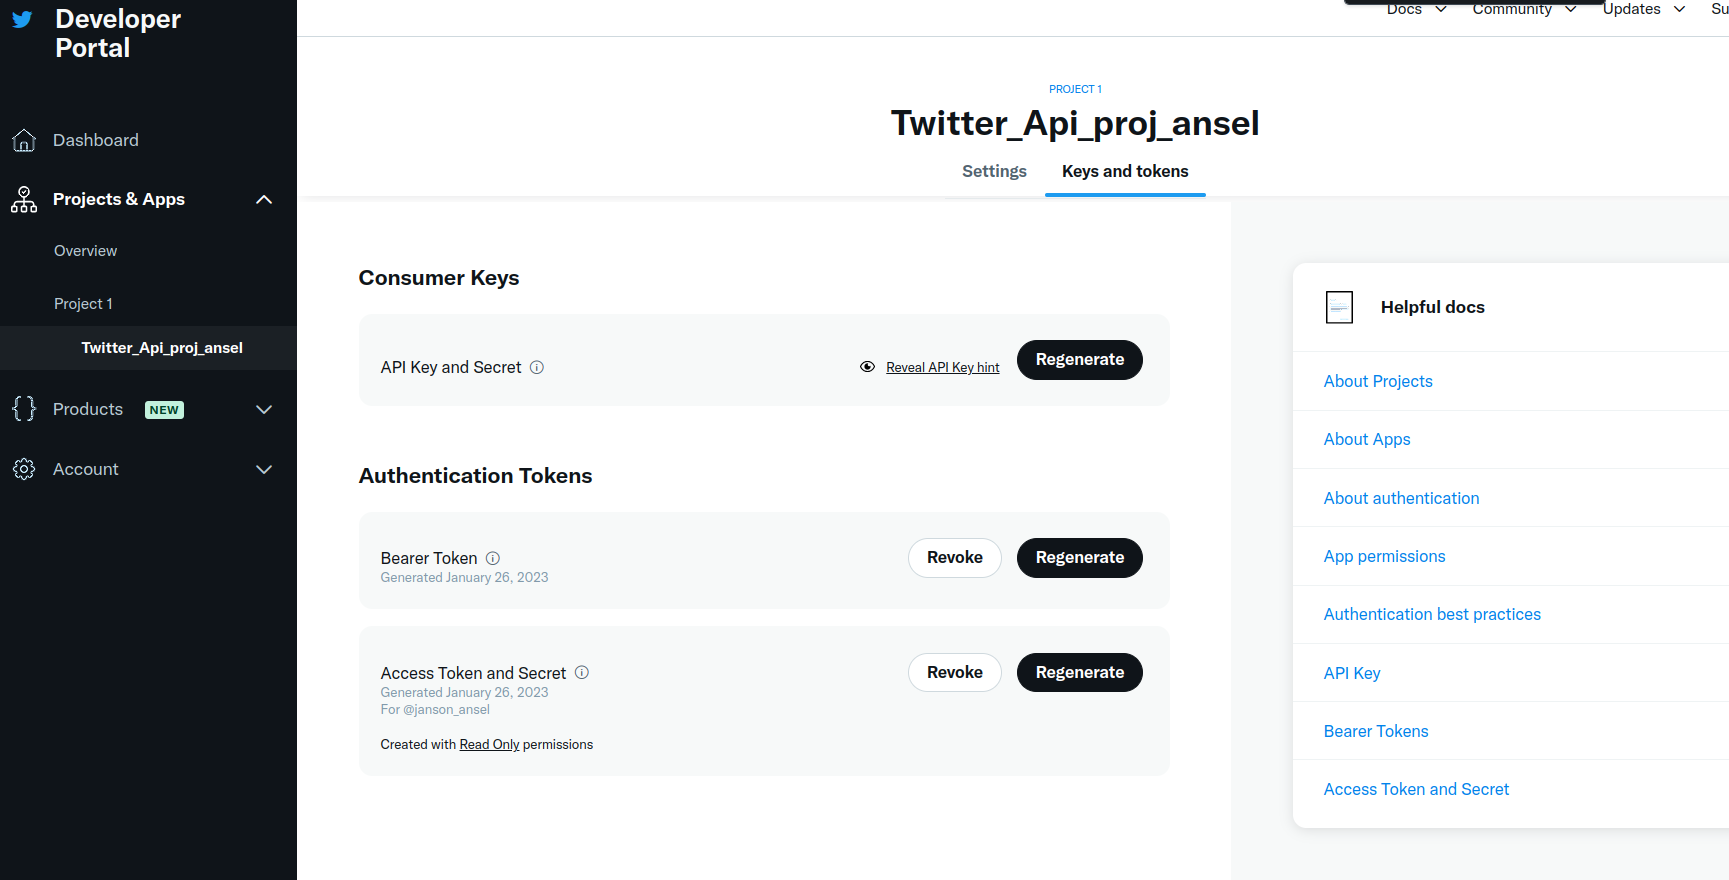 Developer
Portal
Dashboard
Projects & Apps
Overview
Project 1
Twitter_Api_proj_ansel
Products NEW
Account
Docs Community Updates Su
PROJECT 1
Twitter_Api_proj_ansel
Settings Keys and tokens
Consumer Keys
API Key and Secret Reveal API Key hint Regenerate
Authentication Tokens
Bearer Token Revoke Regenerate
Generated January 26, 2023
Access Token and Secret Revoke Regenerate
Generated January 26, 2023
For @janson_ansel
Created with Read Only permissions
Helpful docs
About Projects
About Apps
About authentication
App permissions
Authentication best practices
API Key
Bearer Tokens
Access Token and Secret